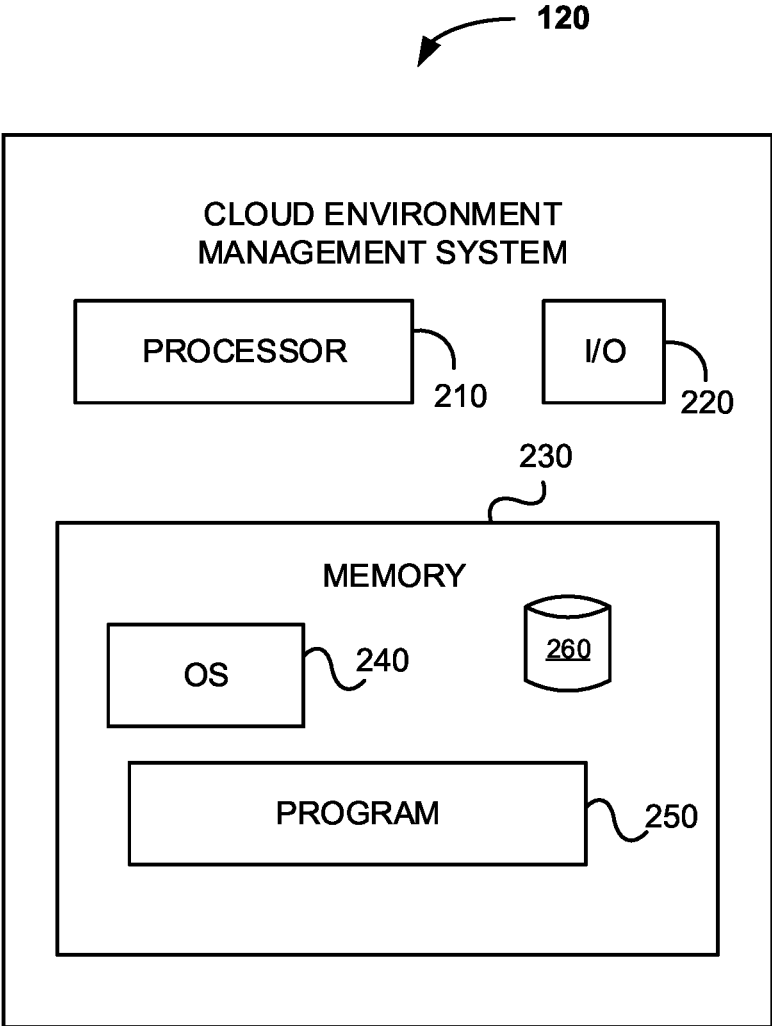 120
CLOUD ENVIRONMENT
MANAGEMENT SYSTEM
PROCESSOR
I/O
210
220
230
MEMORY
OS
240
260
PROGRAM
250